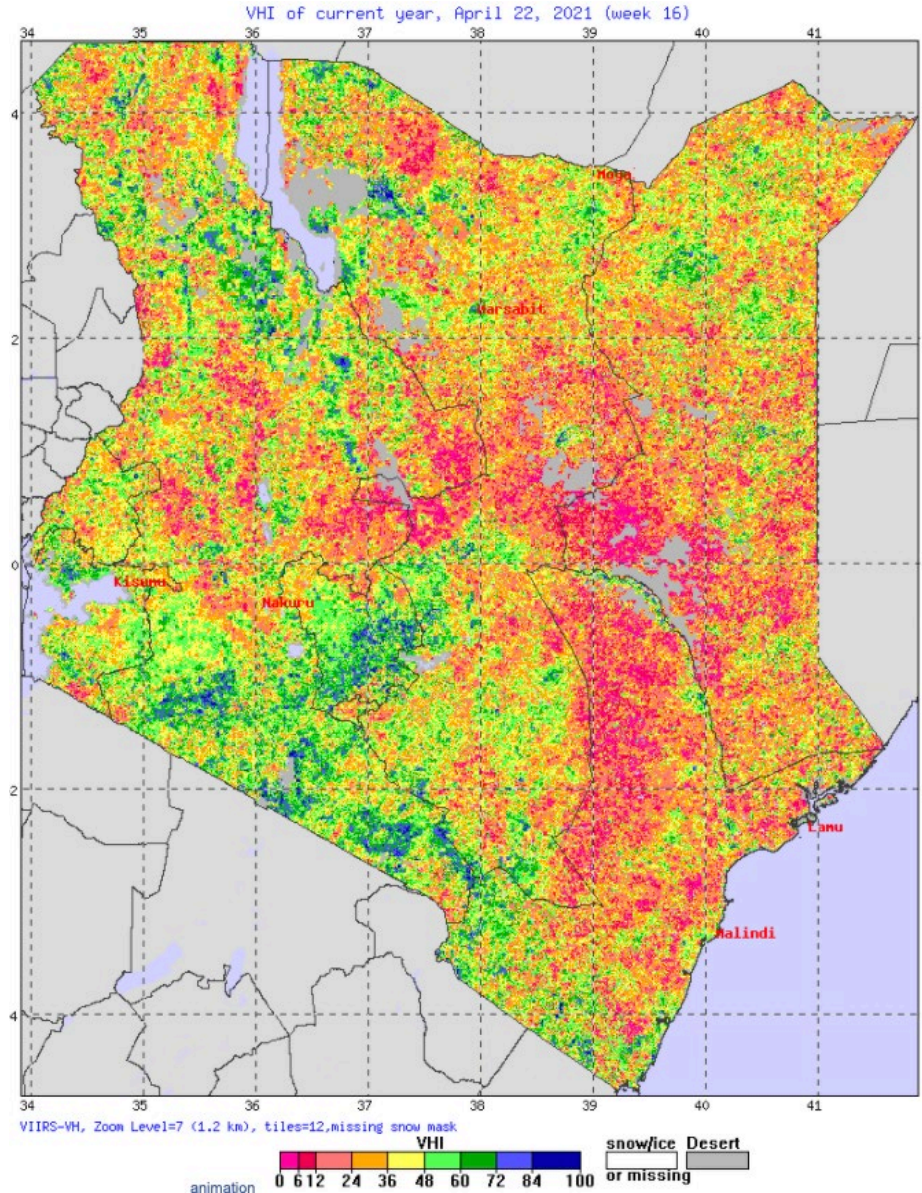 VHI of current year, April 22, 2021 (week 16)
34 35 36 37 38 39 40 41
4
Moya
2
Marsabit
0
Kisumu
Nakuru
2
Lamu
Malindi
4
34 35 36 37 38 39 40 41
VIIRS-VH, Zoom Level=7 (1.2 km), tiles=12,missing snow mask
VHI
snow/ice Desert
or missing
0 6 12 24 36 48 60 72 84 100
animation